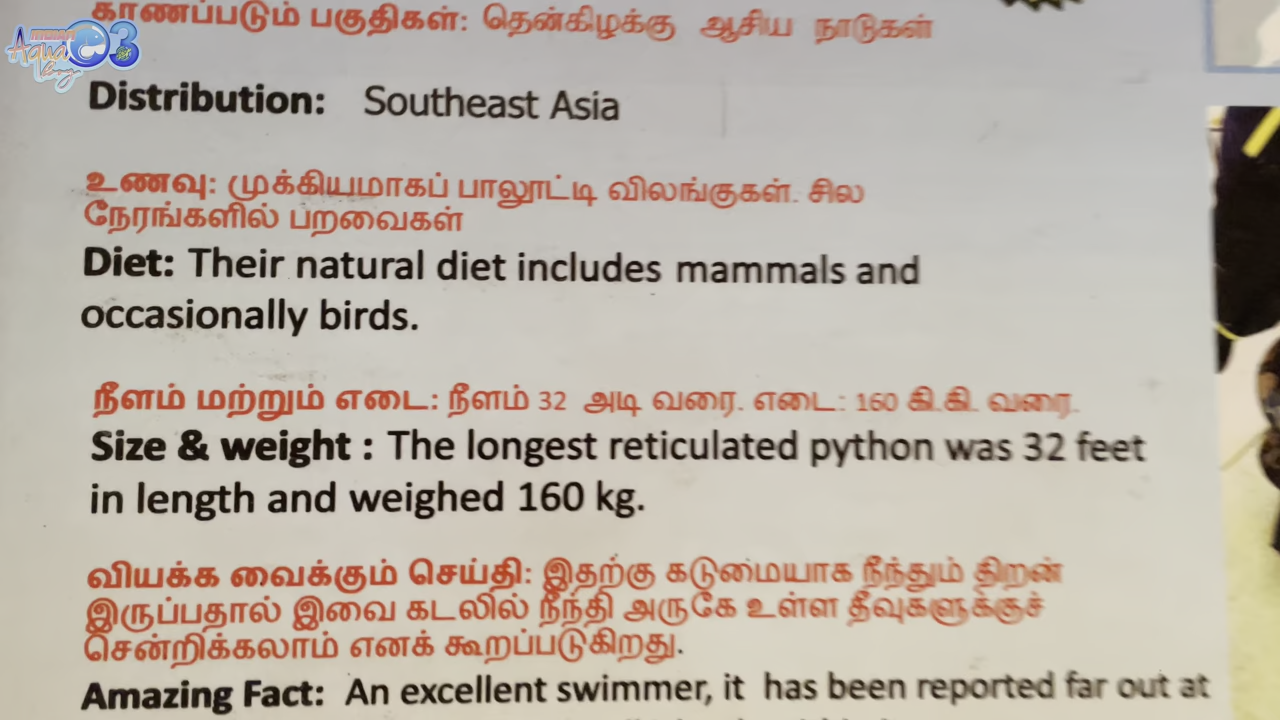 காணப்படும் பகுதிகள்: தென்கிழக்கு ஆசிய நாடுகள்
Aqua 03
vlog
Distribution: Southeast Asia
உணவு: முக்கியமாகப் பாலூட்டி விலங்குகள். சில
நேரங்களில் பறவைகள்
Diet: Their natural diet includes mammals and
occasionally birds.
நீளம் மற்றும் எடை: நீளம் 32 அடி வரை. எடை: 160 கி.கி. வரை.
Size & weight : The longest reticulated python was 32 feet
in length and weighed 160 kg.
வியக்க வைக்கும் செய்தி: இதற்கு கடுமையாக நீந்தும் திறன்
இருப்பதால் இவை கடலில் நீந்தி அருகே உள்ள தீவுகளுக்குச்
சென்றிக்கலாம் எனக் கூறப்படுகிறது.
Amazing Fact: An excellent swimmer, it has been reported far out at